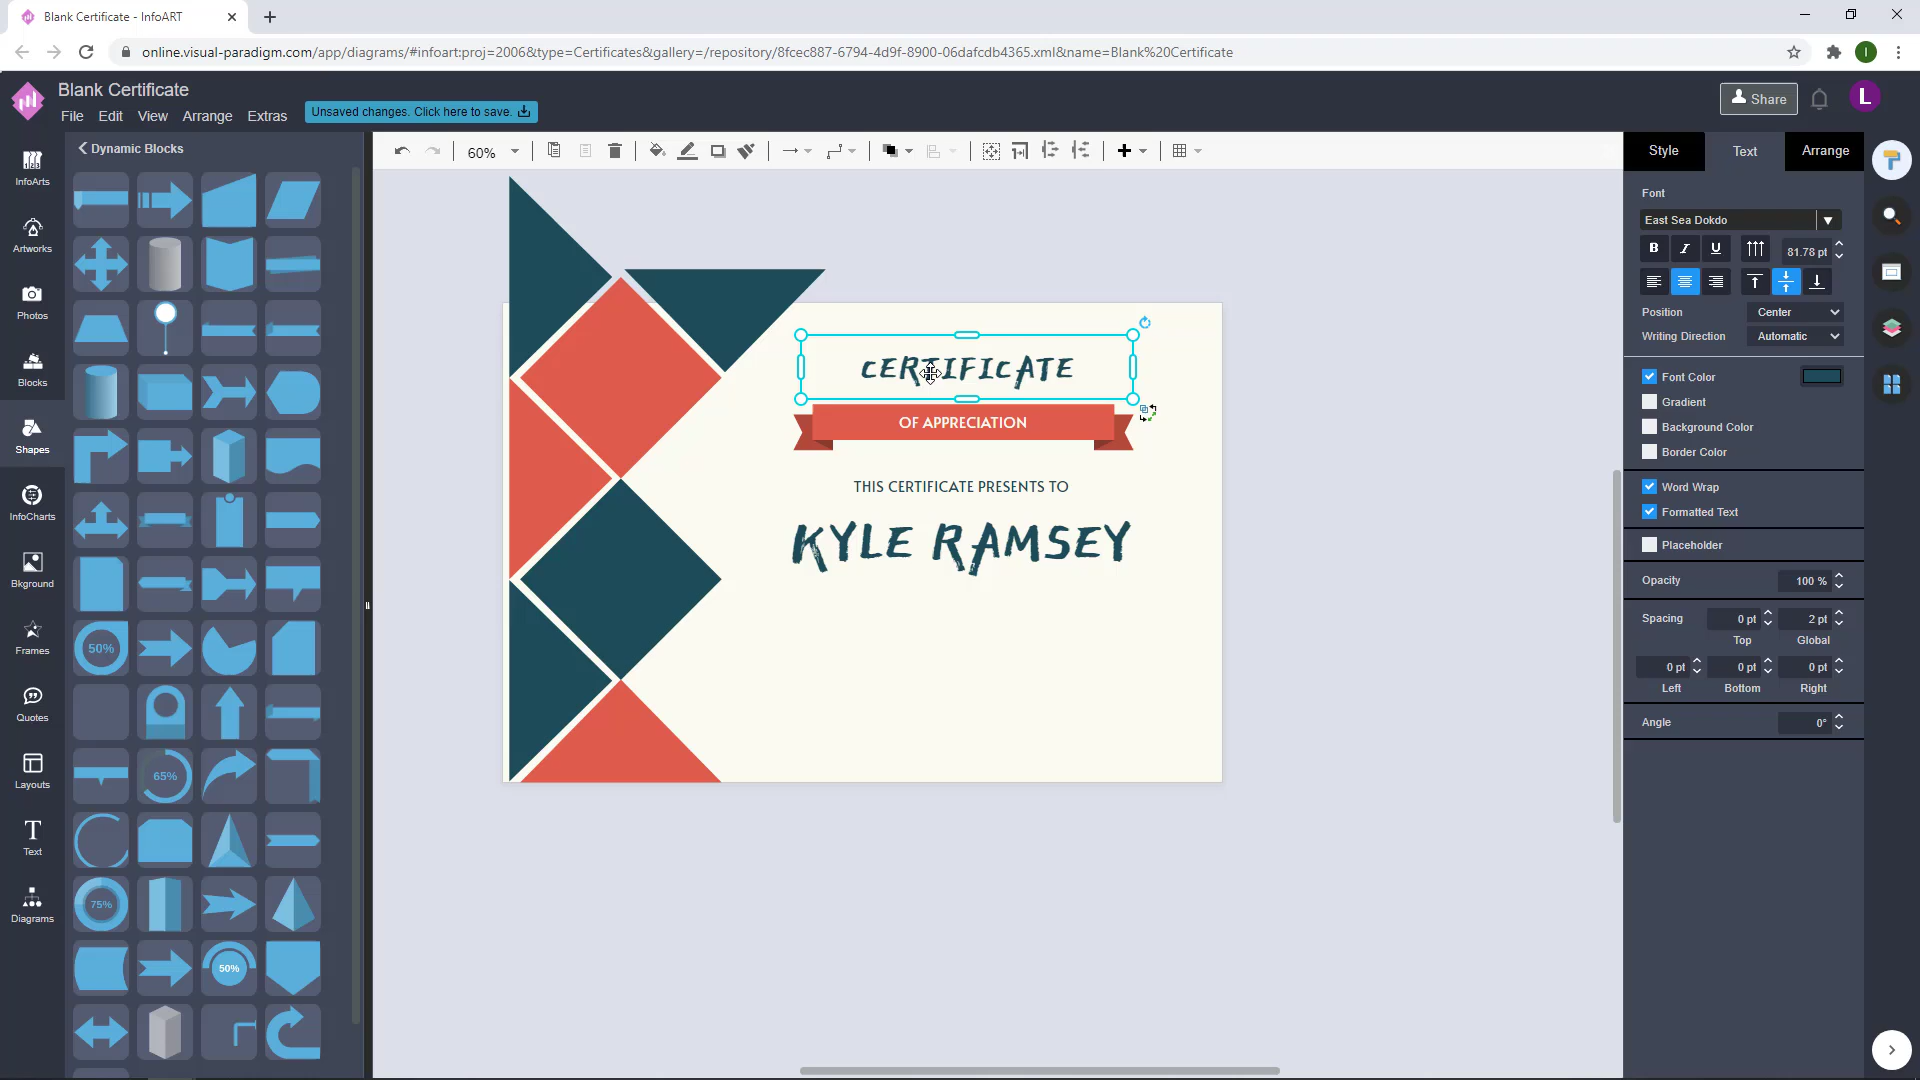 Blank Certificate - InfoART
online.visual-paradigm.com/app/diagrams/#infoart:proj=2006&type=Certificates&gallery=/repository/8fcec887-6794-4d9f-8900-06dafcdb4365.xml&name=Blank%20Certificate
I
Blank Certificate
File Edit View Arrange Extras
Unsaved changes. Click here to save.
Share
L
InfoArts
Artworks
Photos
Blocks
Shapes
InfoCharts
Bkground
Frames
Quotes
Layouts
T
Text
Diagrams
Dynamic Blocks
50%
65%
75%
50%
60%
CERTIFICATE
OF APPRECIATION
THIS CERTIFICATE PRESENTS TO
KYLE RAMSEY
Style Text Arrange
Font
East Sea Dokdo
B I U 81.78 pt
Position Center
Writing Direction Automatic
Font Color
Gradient
Background Color
Border Color
Word Wrap
Formatted Text
Placeholder
Opacity 100 %
Spacing 0 pt 2 pt
Top Global
0 pt 0 pt 0 pt
Left Bottom Right
Angle 0°